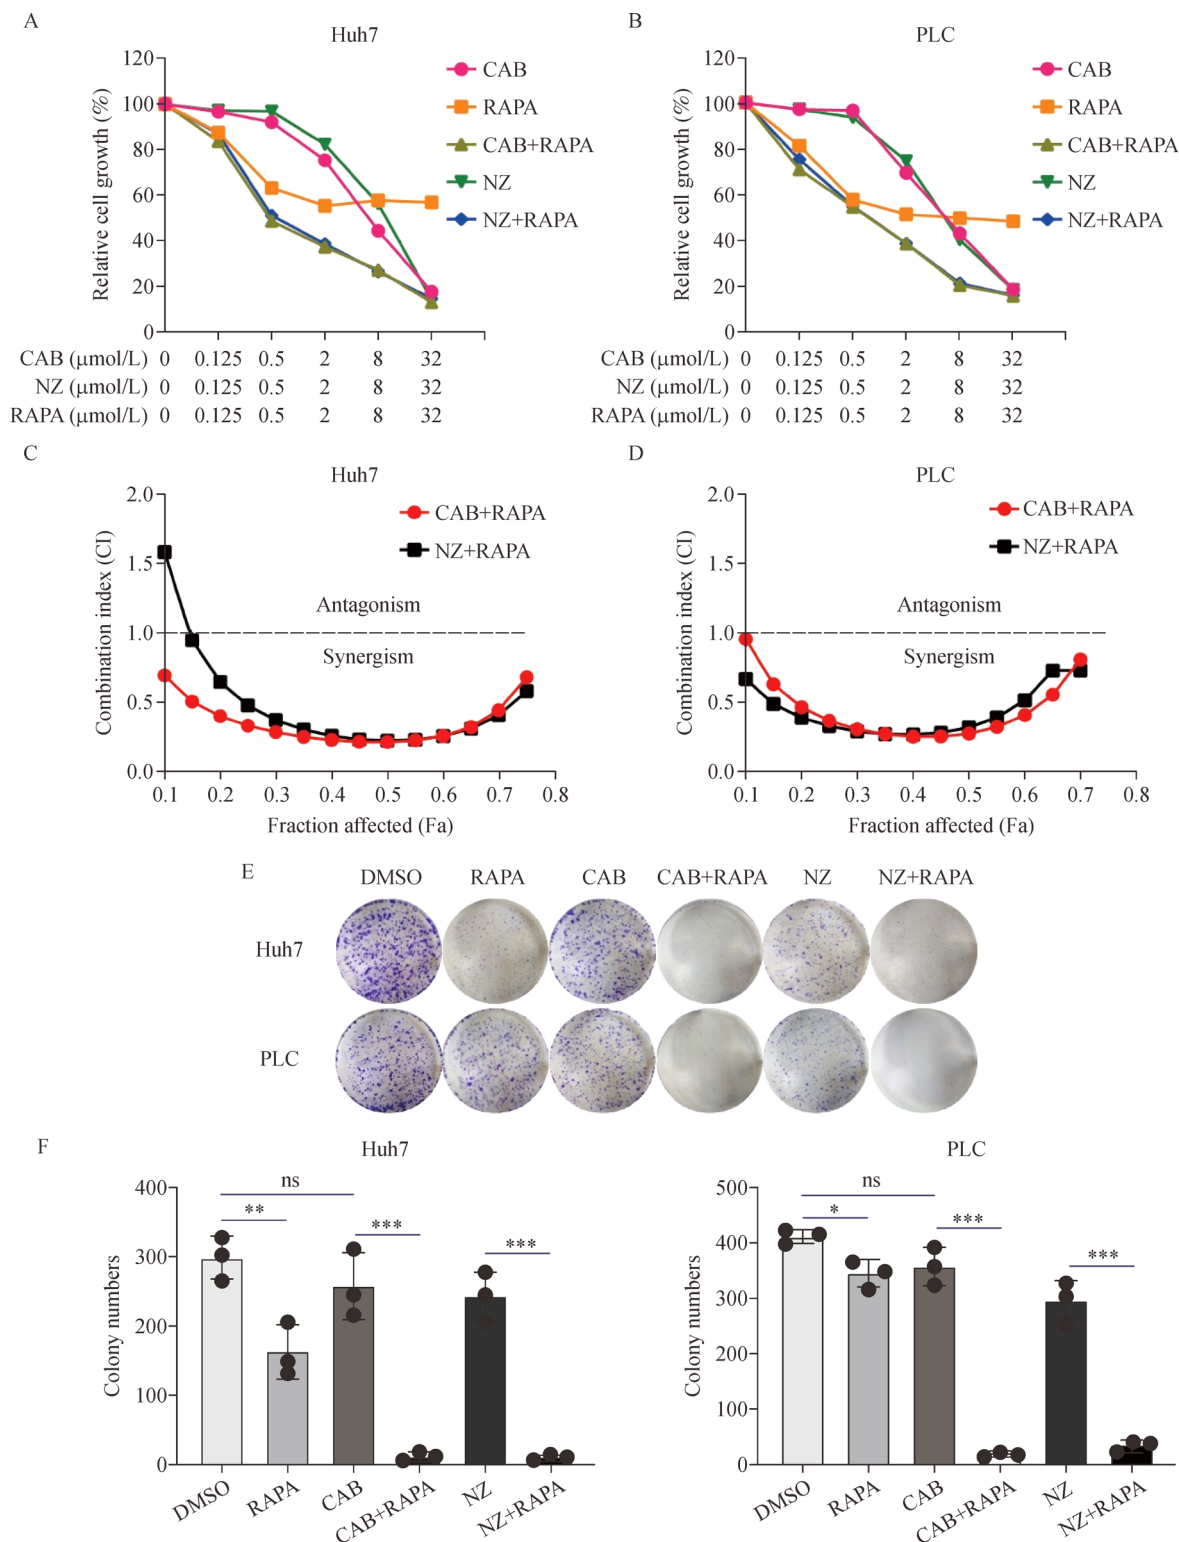 A
Huh7
120
100
80
60
40
20
0
Relative cell growth (%)
CAB
RAPA
CAB+RAPA
NZ
NZ+RAPA
CAB (μmol/L) 0 0.125 0.5 2 8 32
NZ (μmol/L) 0 0.125 0.5 2 8 32
RAPA (μmol/L) 0 0.125 0.5 2 8 32
B
PLC
120
100
80
60
40
20
0
Relative cell growth (%)
CAB
RAPA
CAB+RAPA
NZ
NZ+RAPA
CAB (μmol/L) 0 0.125 0.5 2 8 32
NZ (μmol/L) 0 0.125 0.5 2 8 32
RAPA (μmol/L) 0 0.125 0.5 2 8 32
C
Huh7
2.0
1.5
1.0
0.5
0.0
Combination index (CI)
CAB+RAPA
NZ+RAPA
Antagonism
Synergism
0.1 0.2 0.3 0.4 0.5 0.6 0.7 0.8
Fraction affected (Fa)
D
PLC
2.0
1.5
1.0
0.5
0.0
Combination index (CI)
CAB+RAPA
NZ+RAPA
Antagonism
Synergism
0.1 0.2 0.3 0.4 0.5 0.6 0.7 0.8
Fraction affected (Fa)
E
DMSO RAPA CAB CAB+RAPA NZ NZ+RAPA
Huh7
PLC
F
Huh7
400
300
200
100
0
Colony numbers
ns
**
***
***
DMSO RAPA CAB CAB+RAPA NZ NZ+RAPA
PLC
500
400
300
200
100
0
Colony numbers
ns
*
***
***
DMSO RAPA CAB CAB+RAPA NZ NZ+RAPA